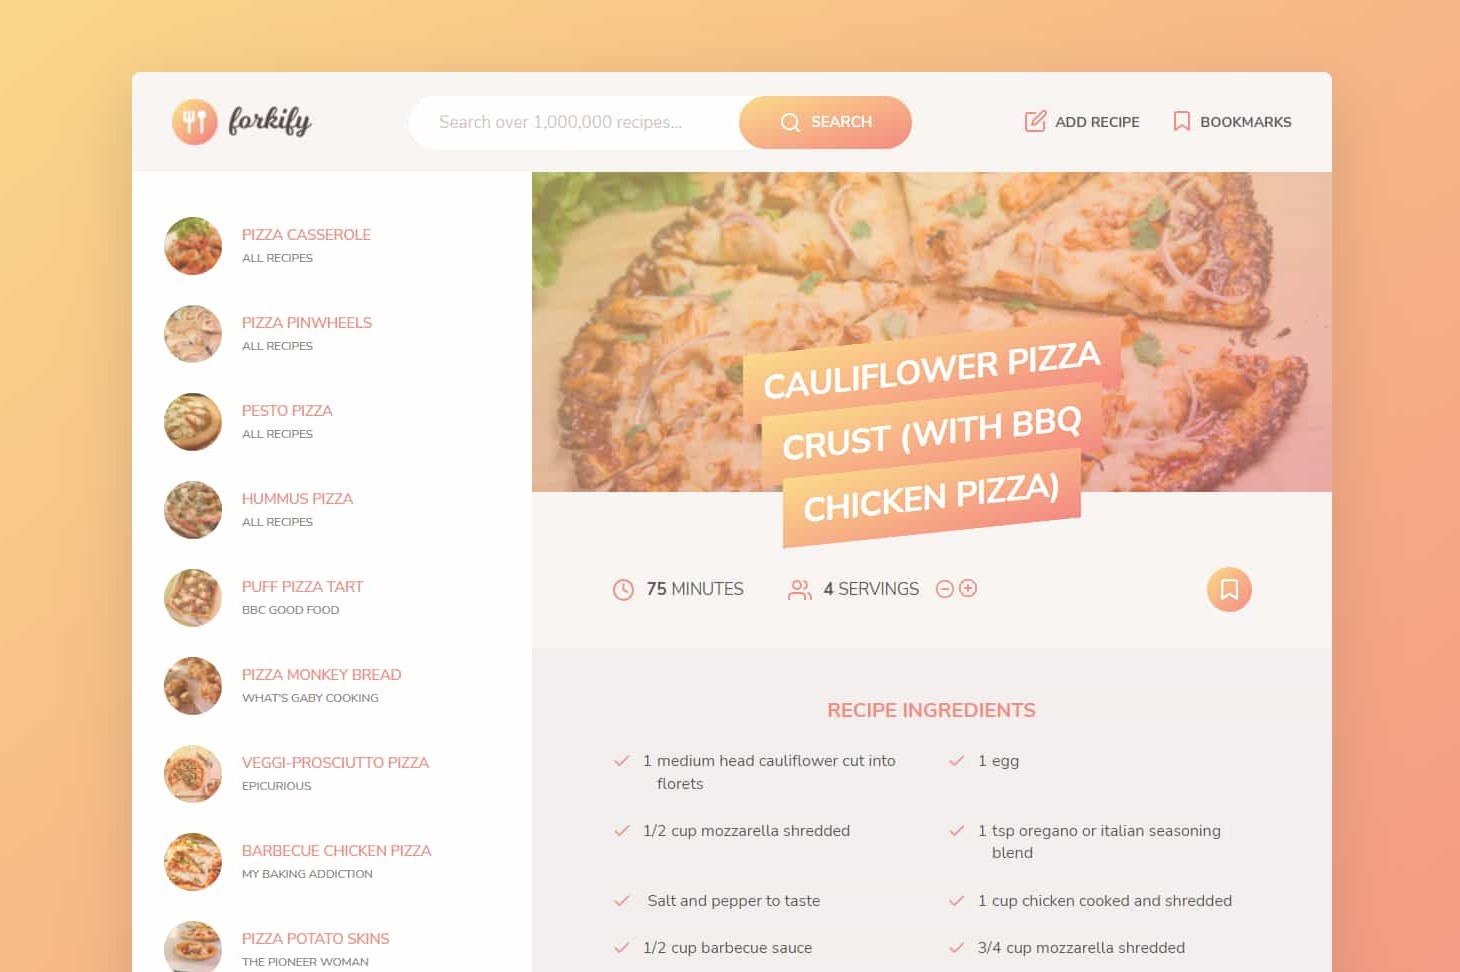 forkify
Search over 1,000,000 recipes...
SEARCH
ADD RECIPE
BOOKMARKS
PIZZA CASSEROLE
ALL RECIPES
PIZZA PINWHEELS
ALL RECIPES
PESTO PIZZA
ALL RECIPES
HUMMUS PIZZA
ALL RECIPES
PUFF PIZZA TART
BBC GOOD FOOD
PIZZA MONKEY BREAD
WHAT'S GABY COOKING
VEGGI-PROSCIUTTO PIZZA
EPICURIOUS
BARBECUE CHICKEN PIZZA
MY BAKING ADDICTION
PIZZA POTATO SKINS
THE PIONEER WOMAN
CAULIFLOWER PIZZA
CRUST (WITH BBQ
CHICKEN PIZZA)
75 MINUTES
4 SERVINGS
RECIPE INGREDIENTS
1 medium head cauliflower cut into
florets
1 egg
1/2 cup mozzarella shredded
1 tsp oregano or italian seasoning
blend
Salt and pepper to taste
1 cup chicken cooked and shredded
1/2 cup barbecue sauce
3/4 cup mozzarella shredded